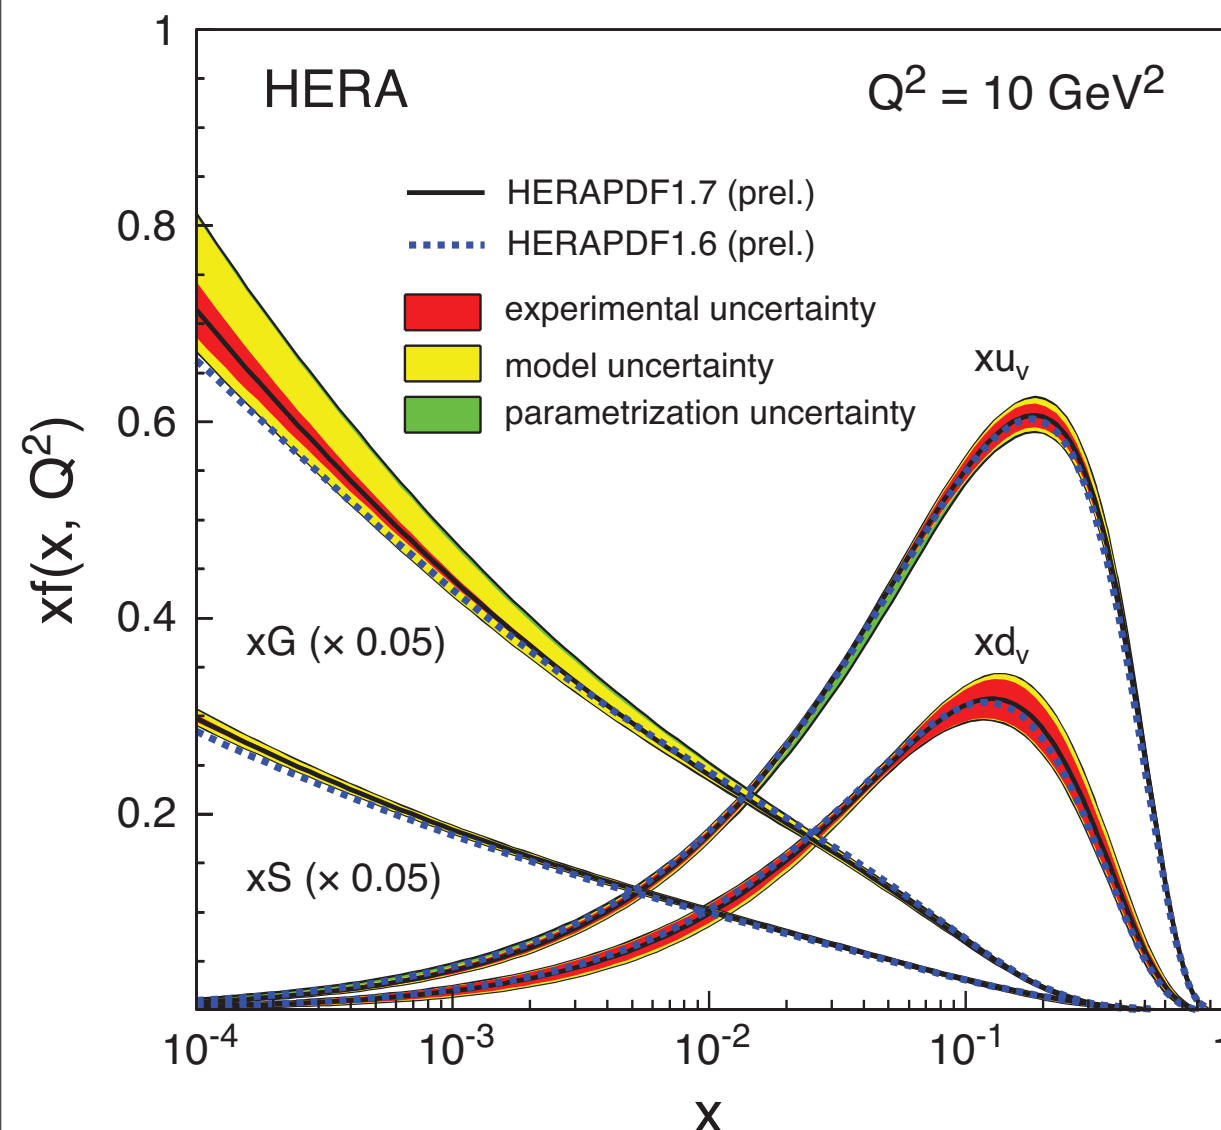 HERA
Q² = 10 GeV²
HERAPDF1.7 (prel.)
HERAPDF1.6 (prel.)
experimental uncertainty
model uncertainty
parametrization uncertainty
xuᵥ
xdᵥ
xG (× 0.05)
xS (× 0.05)
xf(x, Q²)
1
0.8
0.6
0.4
0.2
10⁻⁴ 10⁻³ 10⁻² 10⁻¹ 1
x